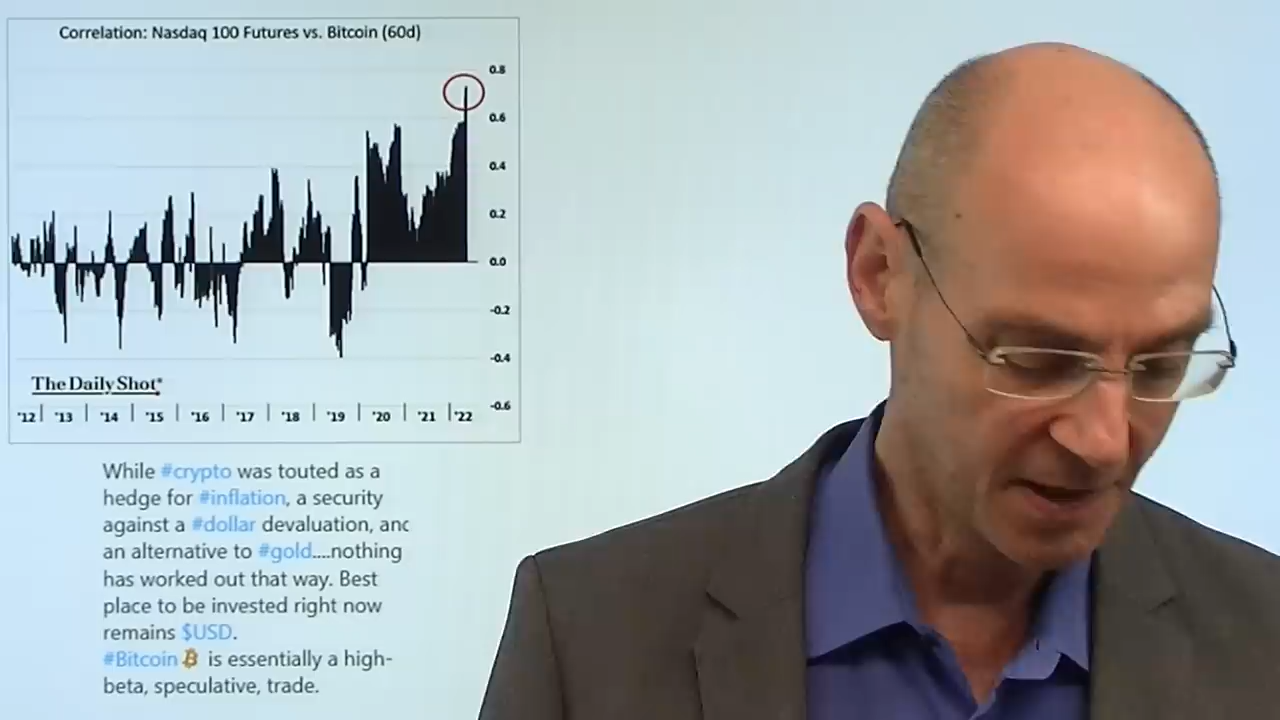 Correlation: Nasdaq 100 Futures vs. Bitcoin (60d)
0.8
0.6
0.4
0.2
0.0
-0.2
-0.4
-0.6
The Daily Shot
'12 '13 '14 '15 '16 '17 '18 '19 '20 '21 '22
While #crypto was touted as a
hedge for #inflation, a security
against a #dollar devaluation, and
an alternative to #gold....nothing
has worked out that way. Best
place to be invested right now
remains $USD.
#Bitcoin ₿ is essentially a high-
beta, speculative, trade.